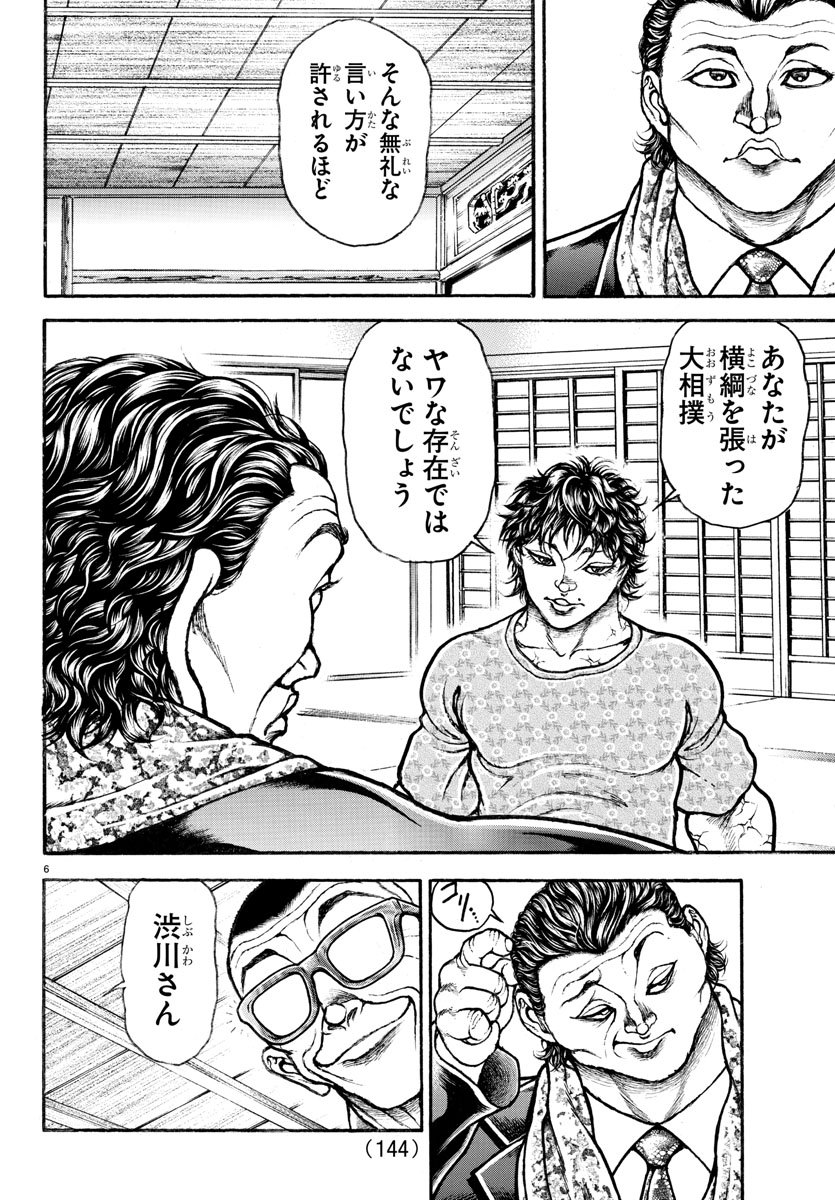 そんな無礼な
言い方が
許されるほど
あなたが
横綱を張った
大相撲
ヤワな存在では
ないでしょう
コリ…
渋川さん
6
(144)